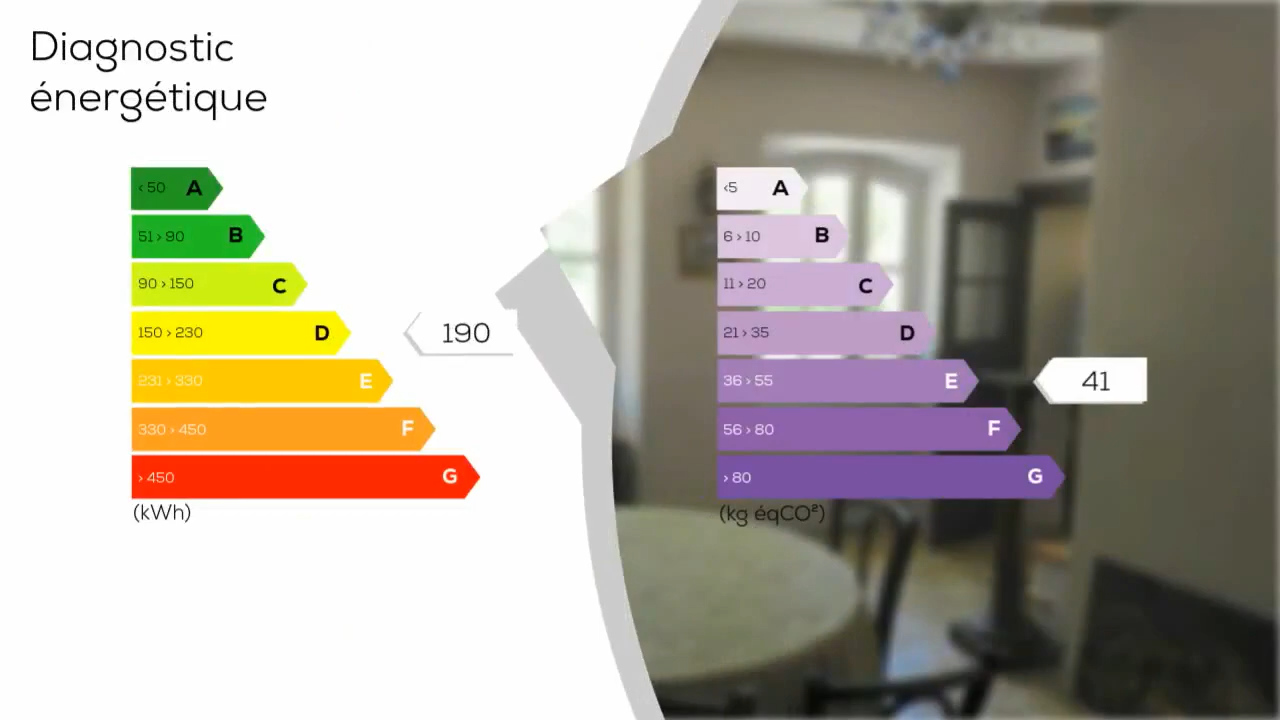 Diagnostic
énergétique
< 50 A
51 > 90 B
90 > 150 C
150 > 230 D
190
231 > 330 E
330 > 450 F
> 450 G
(kWh)
<5 A
6 > 10 B
11 > 20 C
21 > 35 D
36 > 55 E
41
56 > 80 F
> 80 G
(kg éqCO²)